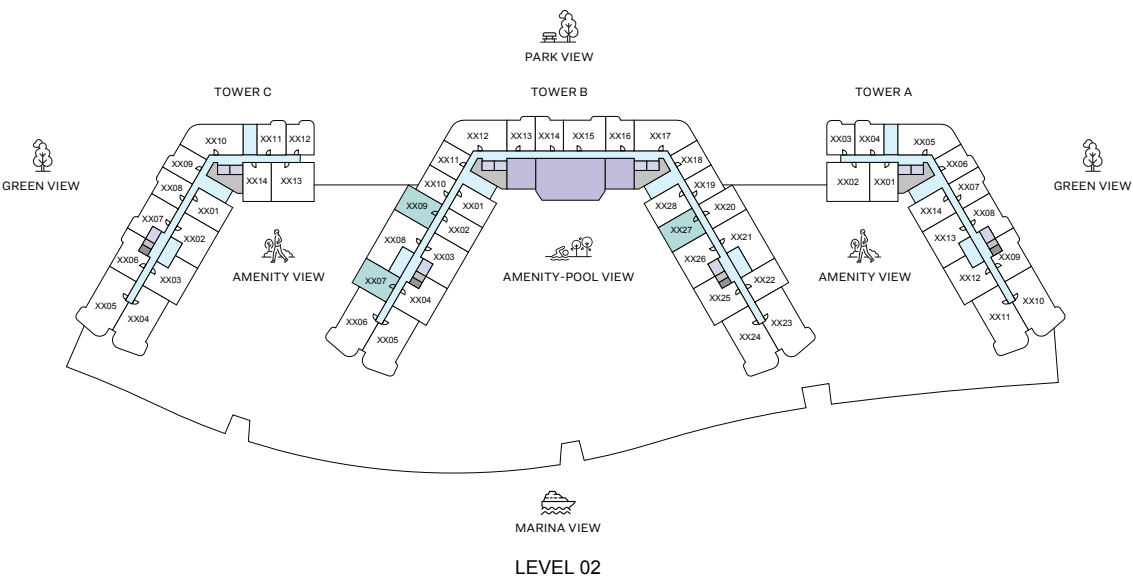 PARK VIEW
TOWER C
TOWER B
TOWER A
GREEN VIEW
GREEN VIEW
XX10
XX11
XX12
XX09
XX08
XX14
XX13
XX07
XX01
XX02
XX06
XX03
XX05
XX04
AMENITY VIEW
XX12
XX13
XX14
XX15
XX16
XX17
XX11
XX18
XX10
XX01
XX28
XX19
XX09
XX02
XX27
XX20
XX08
XX03
XX26
XX21
XX07
XX04
XX25
XX22
XX06
XX05
XX24
XX23
AMENITY-POOL VIEW
XX03
XX04
XX05
XX06
XX02
XX01
XX07
XX14
XX08
XX13
XX09
XX12
XX10
XX11
AMENITY VIEW
MARINA VIEW
LEVEL 02